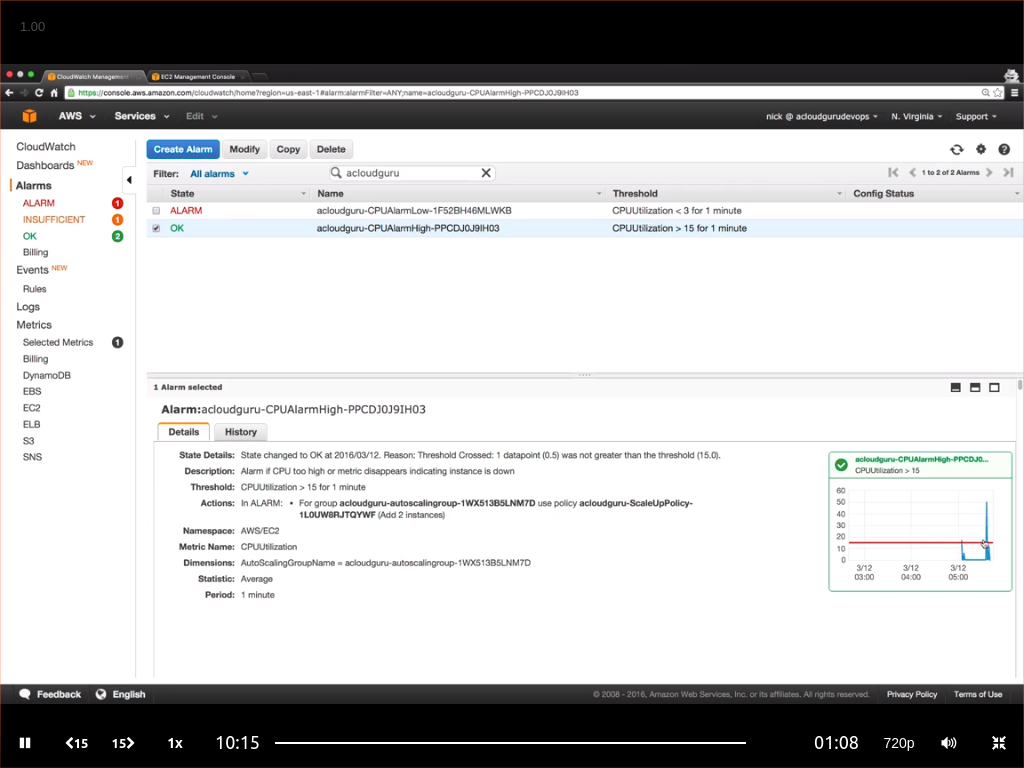 1.00
CloudWatch Managemen
EC2 Management Console
https://console.aws.amazon.com/cloudwatch/home?region=us-east-1#alarm:alarmFilter=ANY;name=acloudguru-CPUAlarmHigh-PPCDJ0J9IH03
AWS Services Edit nick @ acloudgurudevops N. Virginia Support
CloudWatch
Dashboards NEW
Alarms
ALARM 1
INSUFFICIENT 1
OK 2
Billing
Events NEW
Rules
Logs
Metrics
Selected Metrics 1
Billing
DynamoDB
EBS
EC2
ELB
S3
SNS
Create Alarm Modify Copy Delete
Filter: All alarms acloudguru 1 to 2 of 2 Alarms
State Name Threshold Config Status
ALARM acloudguru-CPUAlarmLow-1F52BH46MLWKB CPUUtilization < 3 for 1 minute
OK acloudguru-CPUAlarmHigh-PPCDJ0J9IH03 CPUUtilization > 15 for 1 minute
1 Alarm selected
Alarm:acloudguru-CPUAlarmHigh-PPCDJ0J9IH03
Details History
State Details: State changed to OK at 2016/03/12. Reason: Threshold Crossed: 1 datapoint (0.5) was not greater than the threshold (15.0).
Description: Alarm if CPU too high or metric disappears indicating instance is down
Threshold: CPUUtilization > 15 for 1 minute
Actions: In ALARM: • For group acloudguru-autoscalingroup-1WX513B5LNM7D use policy acloudguru-ScaleUpPolicy-
1L0UW8RJTQYWF (Add 2 instances)
Namespace: AWS/EC2
Metric Name: CPUUtilization
Dimensions: AutoScalingGroupName = acloudguru-autoscalingroup-1WX513B5LNM7D
Statistic: Average
Period: 1 minute
acloudguru-CPUAlarmHigh-PPCDJ0...
CPUUtilization > 15
60
50
40
30
20
10
0
3/12 3/12 3/12
03:00 04:00 05:00
Feedback English © 2008 - 2016, Amazon Web Services, Inc. or its affiliates. All rights reserved. Privacy Policy Terms of Use
15 15 1x 10:15 01:08 720p